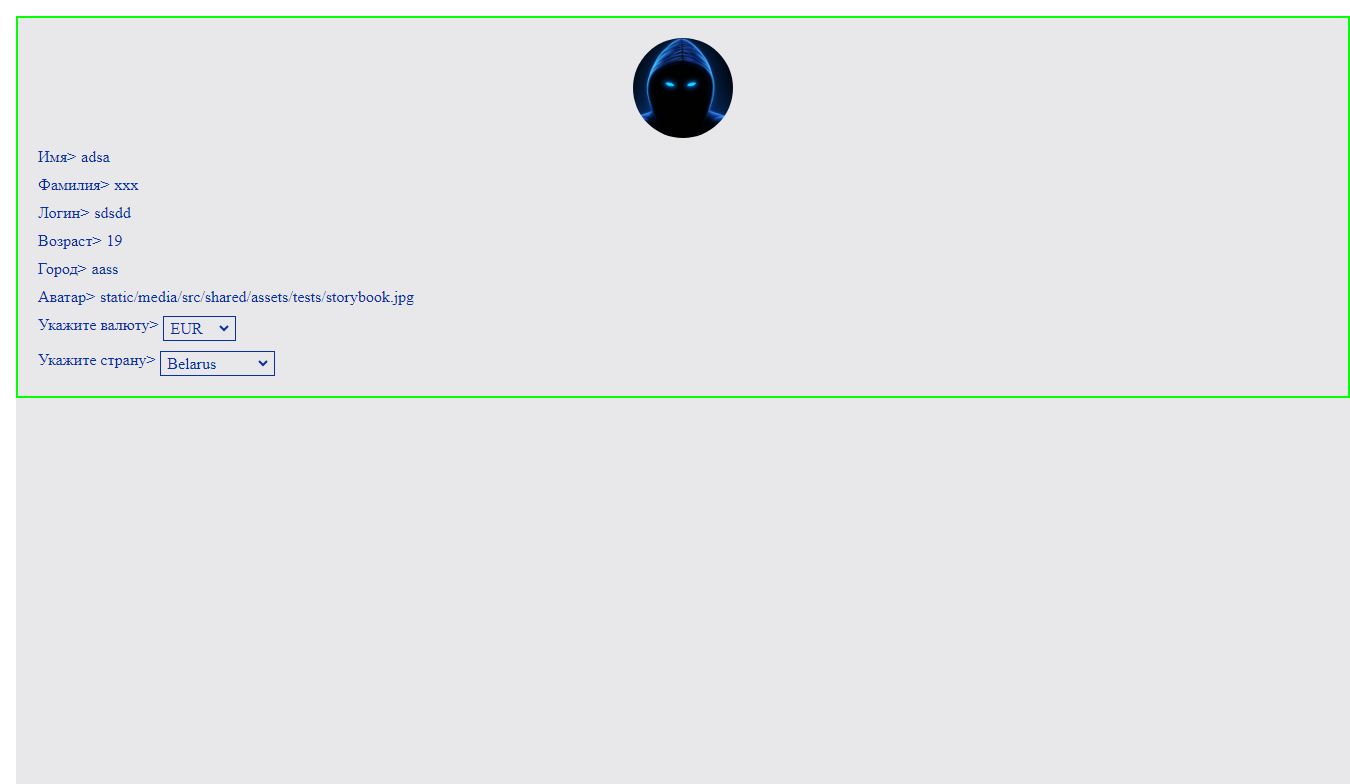 Имя> adsa
Фамилия> xxx
Логин> sdsdd
Возраст> 19
Город> aass
Аватар> static/media/src/shared/assets/tests/storybook.jpg
Укажите валюту> EUR
Укажите страну> Belarus